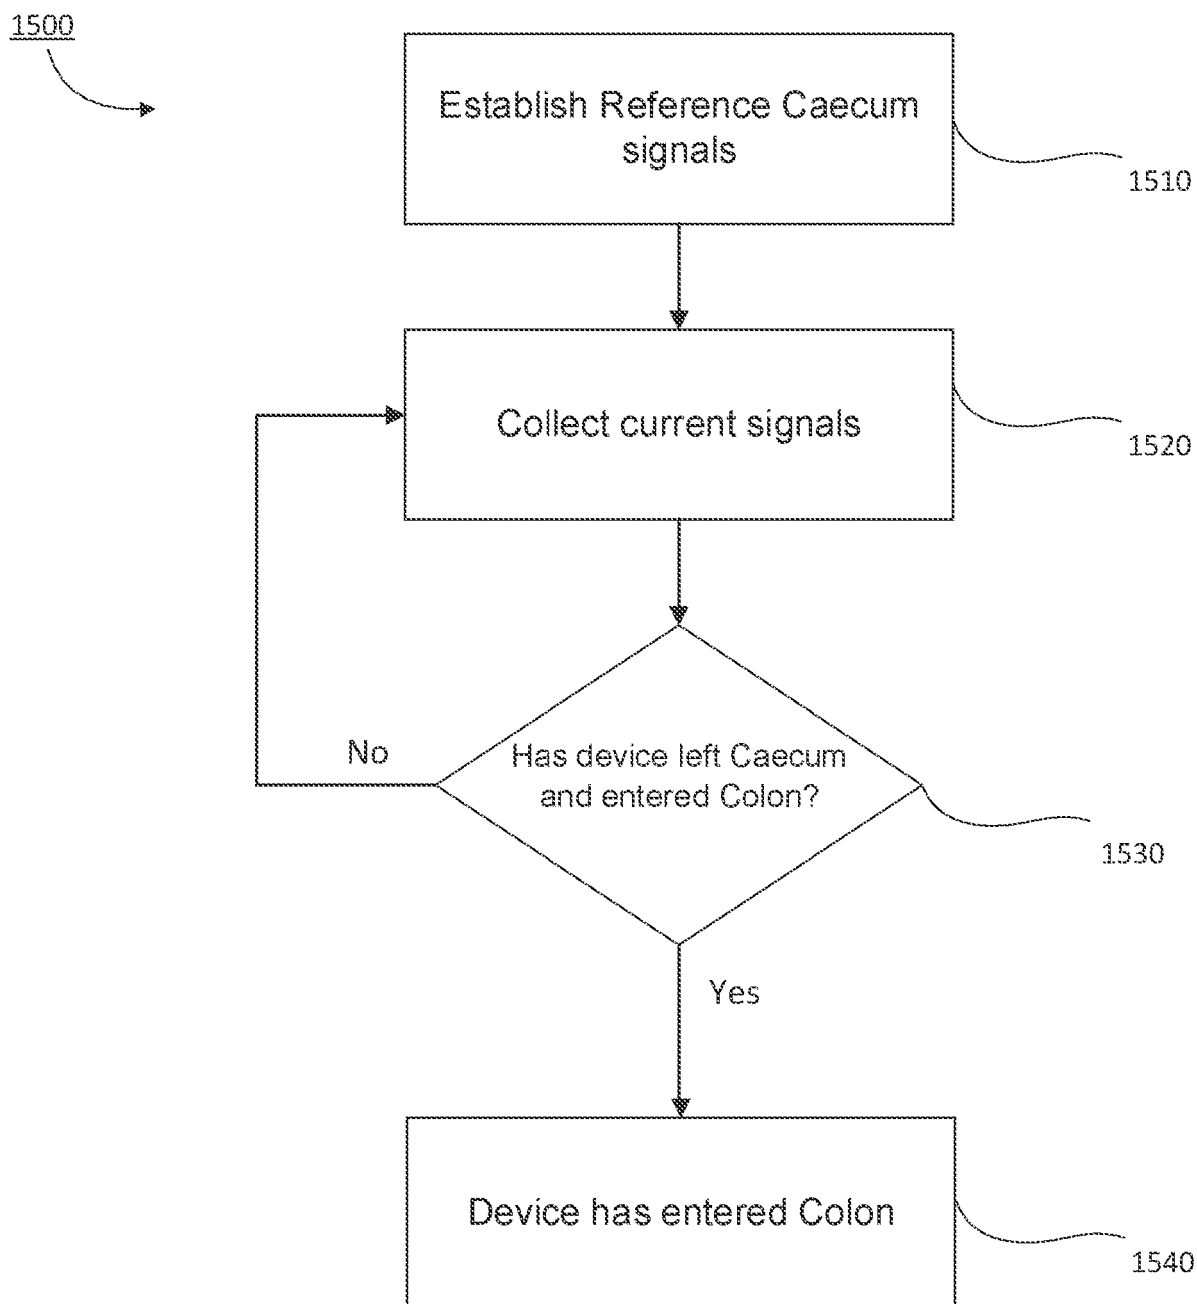 1500
Establish Reference Caecum
signals
1510
Collect current signals
1520
No
Has device left Caecum
and entered Colon?
1530
Yes
Device has entered Colon
1540